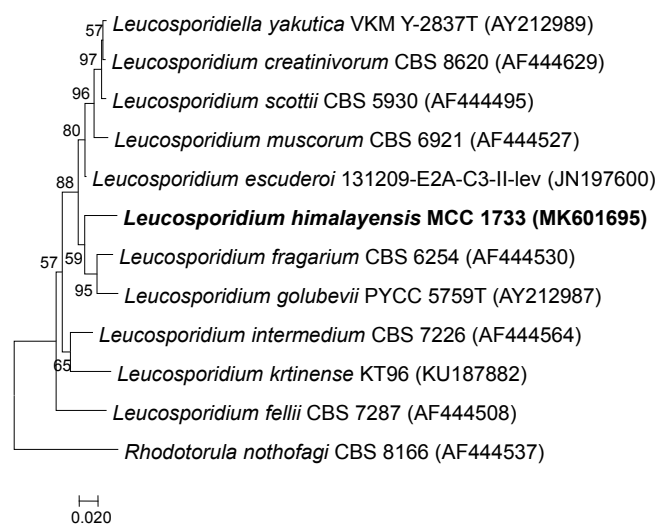 57
Leucosporidiella yakutica VKM Y-2837T (AY212989)
97
Leucosporidium creatinivorum CBS 8620 (AF444629)
96
Leucosporidium scottii CBS 5930 (AF444495)
80
Leucosporidium muscorum CBS 6921 (AF444527)
88
Leucosporidium escuderoi 131209-E2A-C3-II-lev (JN197600)
Leucosporidium himalayensis MCC 1733 (MK601695)
57
59
Leucosporidium fragarium CBS 6254 (AF444530)
95
Leucosporidium golubevii PYCC 5759T (AY212987)
Leucosporidium intermedium CBS 7226 (AF444564)
65
Leucosporidium krtinense KT96 (KU187882)
Leucosporidium fellii CBS 7287 (AF444508)
Rhodotorula nothofagi CBS 8166 (AF444537)
0.020